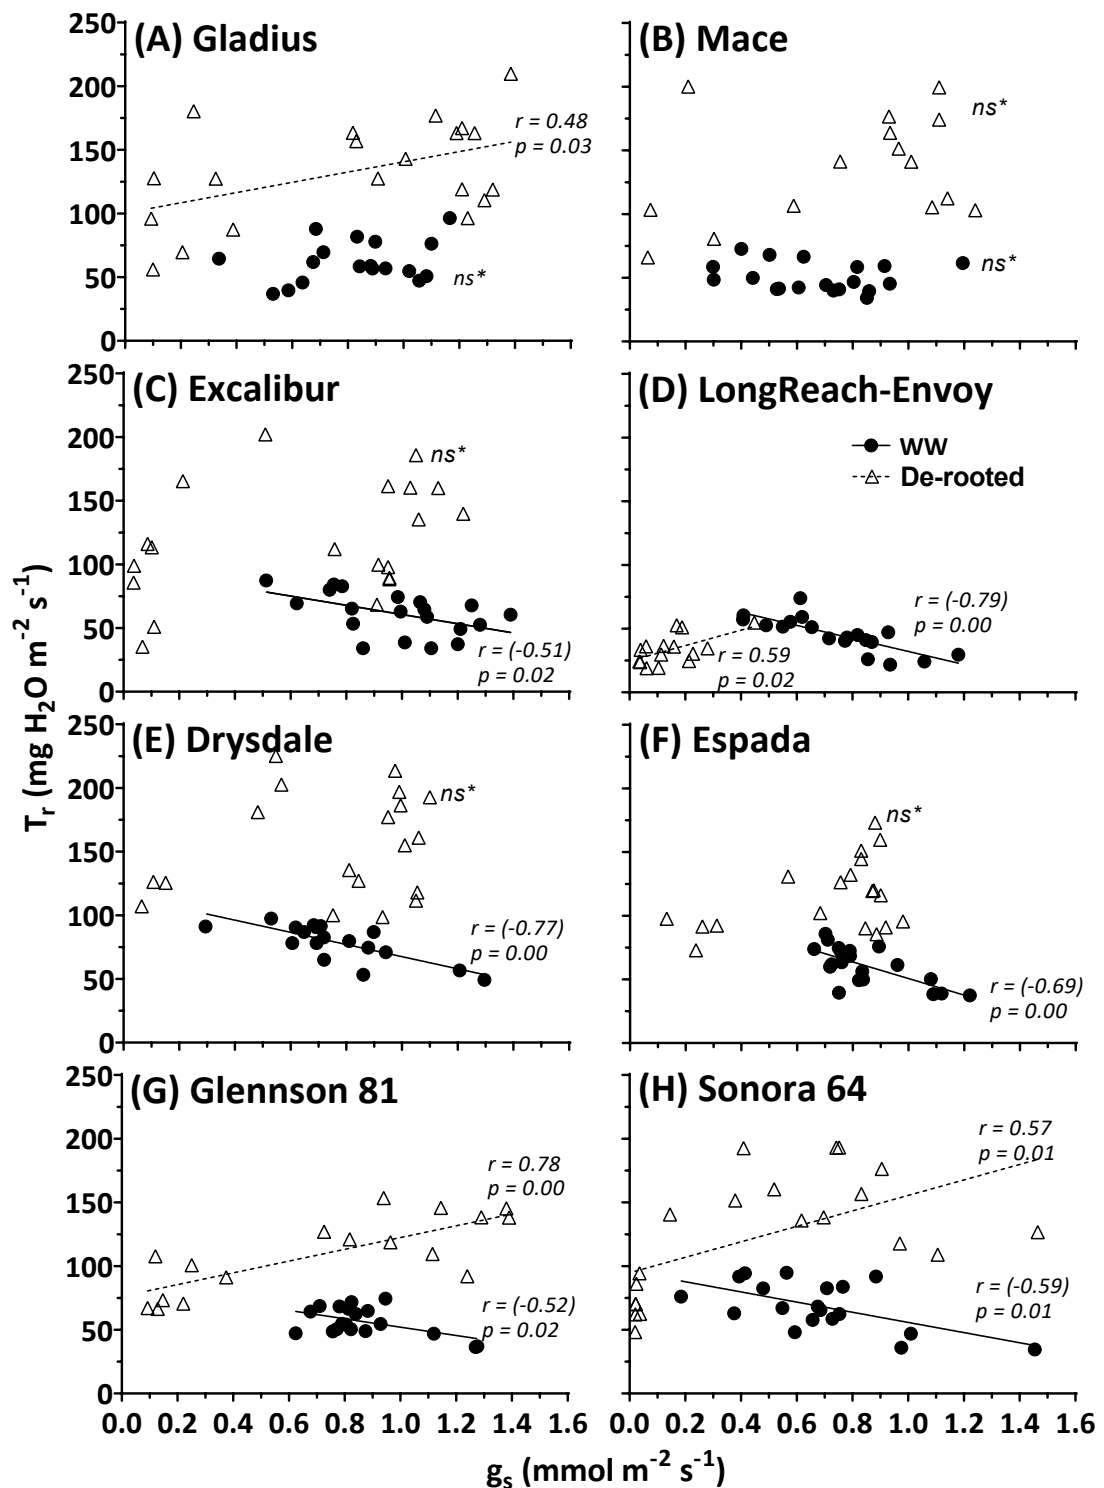 (A) Gladius
250
200
150
100
50
0
r = 0.48
p = 0.03
ns*
(B) Mace
ns*
ns*
(C) Excalibur
250
200
150
100
50
0
ns*
r = (-0.51)
p = 0.02
(D) LongReach-Envoy
WW
De-rooted
r = (-0.79)
p = 0.00
r = 0.59
p = 0.02
Tr (mg H2O m-2 s-1)
(E) Drysdale
250
200
150
100
50
0
ns*
r = (-0.77)
p = 0.00
(F) Espada
ns*
r = (-0.69)
p = 0.00
(G) Glennson 81
250
200
150
100
50
0
r = 0.78
p = 0.00
r = (-0.52)
p = 0.02
0.0 0.2 0.4 0.6 0.8 1.0 1.2 1.4 1.6
(H) Sonora 64
r = 0.57
p = 0.01
r = (-0.59)
p = 0.01
0.0 0.2 0.4 0.6 0.8 1.0 1.2 1.4 1.6
gs (mmol m-2 s-1)